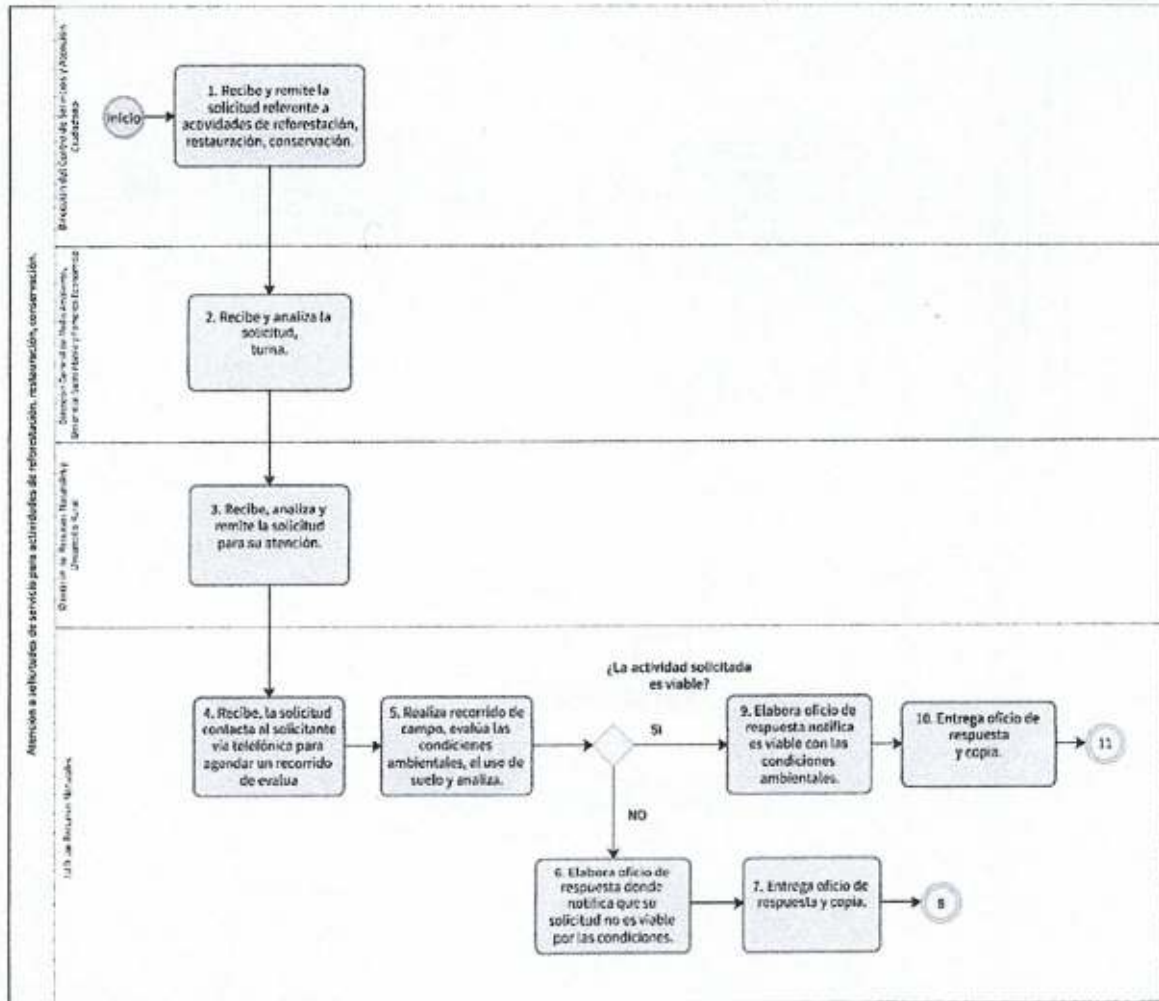 Atención a solicitudes de servicio para actividades de reforestación, restauración, conservación.
Ciudadana
Inicio
1. Recibe y remite la
solicitud referente a
actividades de reforestación,
restauración, conservación.
2. Recibe y analiza la
solicitud,
turna.
Desarrollo Rural
3. Recibe, analiza y
remite la solicitud
para su atención.
¿La actividad solicitada
es viable?
4. Recibe, la solicitud
contacta al solicitante
vía telefónica para
agendar un recorrido
de evalua
5. Realiza recorrido de
campo, evalúa las
condiciones
ambientales, el uso de
suelo y analiza.
Si
9. Elabora oficio de
respuesta notifica
es viable con las
condiciones
ambientales.
10. Entrega oficio de
respuesta
y copia.
11
NO
6. Elabora oficio de
respuesta donde
notifica que su
solicitud no es viable
por las condiciones.
7. Entrega oficio de
respuesta y copia.
8